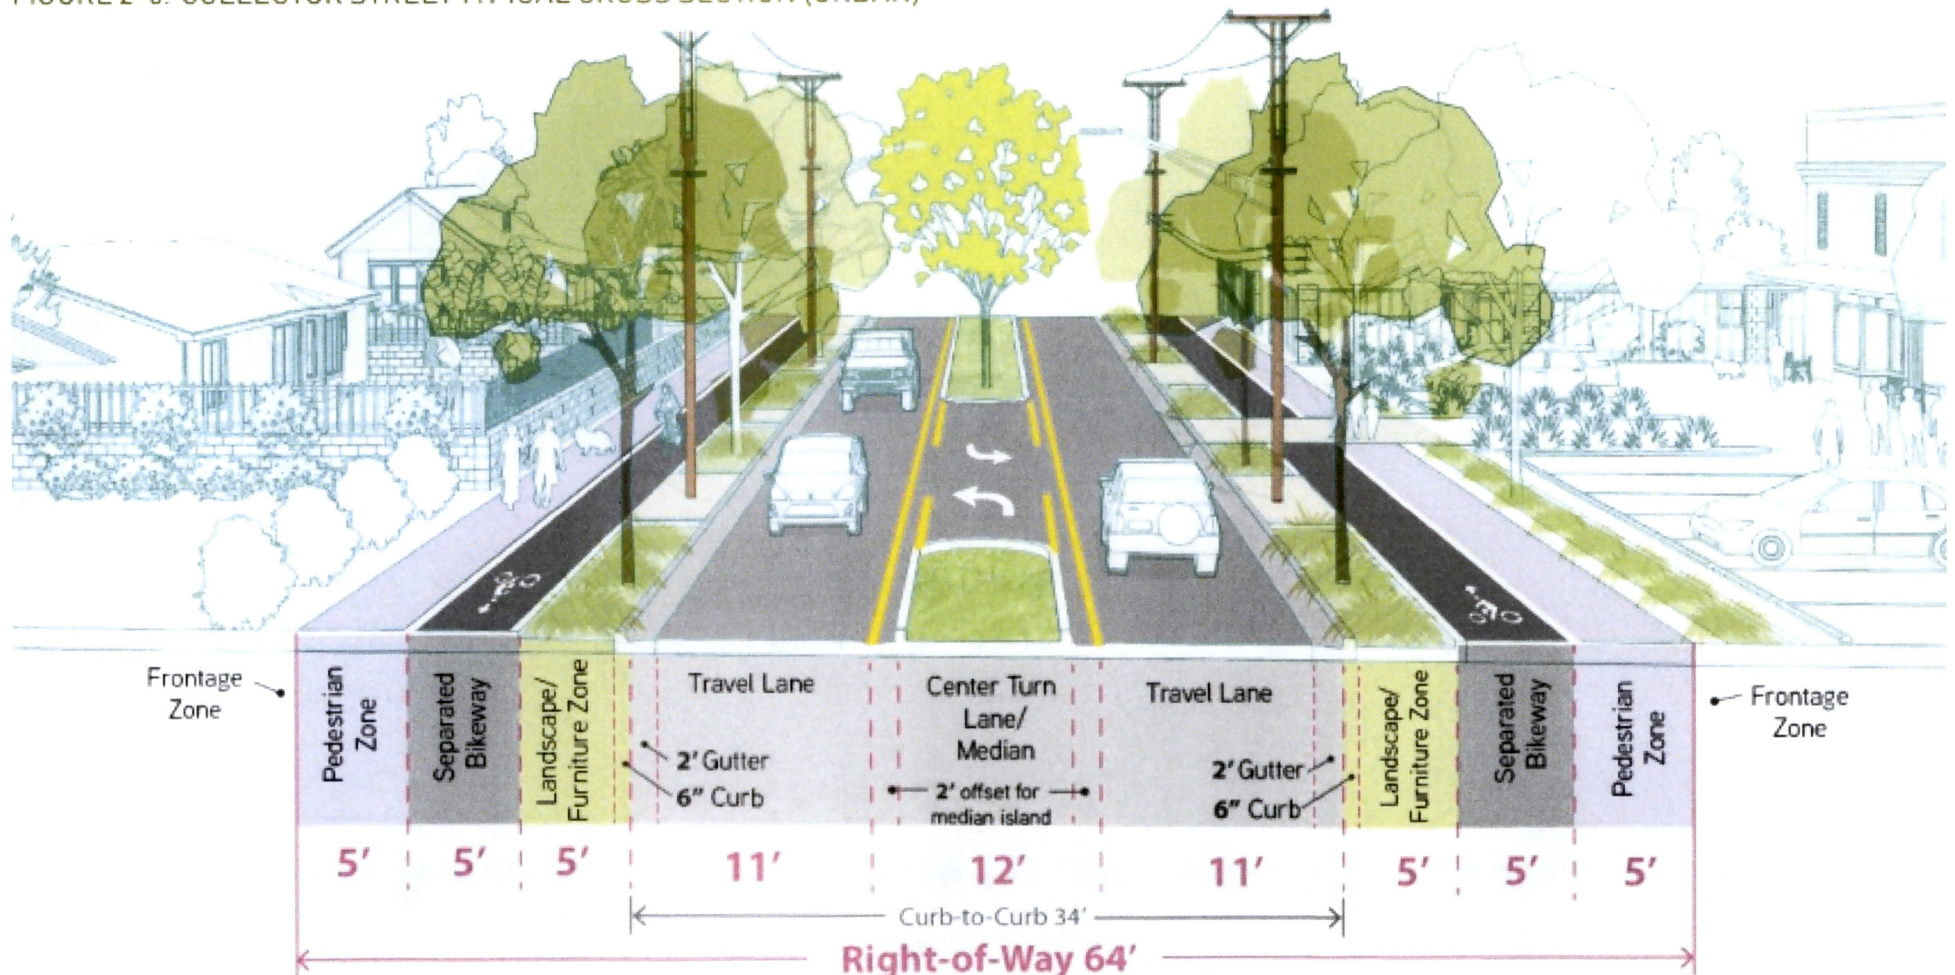 Frontage
Zone
Pedestrian
Zone
Separated
Bikeway
Landscape/
Furniture Zone
Travel Lane
2' Gutter
6" Curb
Center Turn
Lane/
Median
2' offset for
median island
Travel Lane
2' Gutter
6" Curb
Landscape/
Furniture Zone
Separated
Bikeway
Pedestrian
Zone
Frontage
Zone
5' 5' 5' 11' 12' 11' 5' 5' 5'
Curb-to-Curb 34'
Right-of-Way 64'